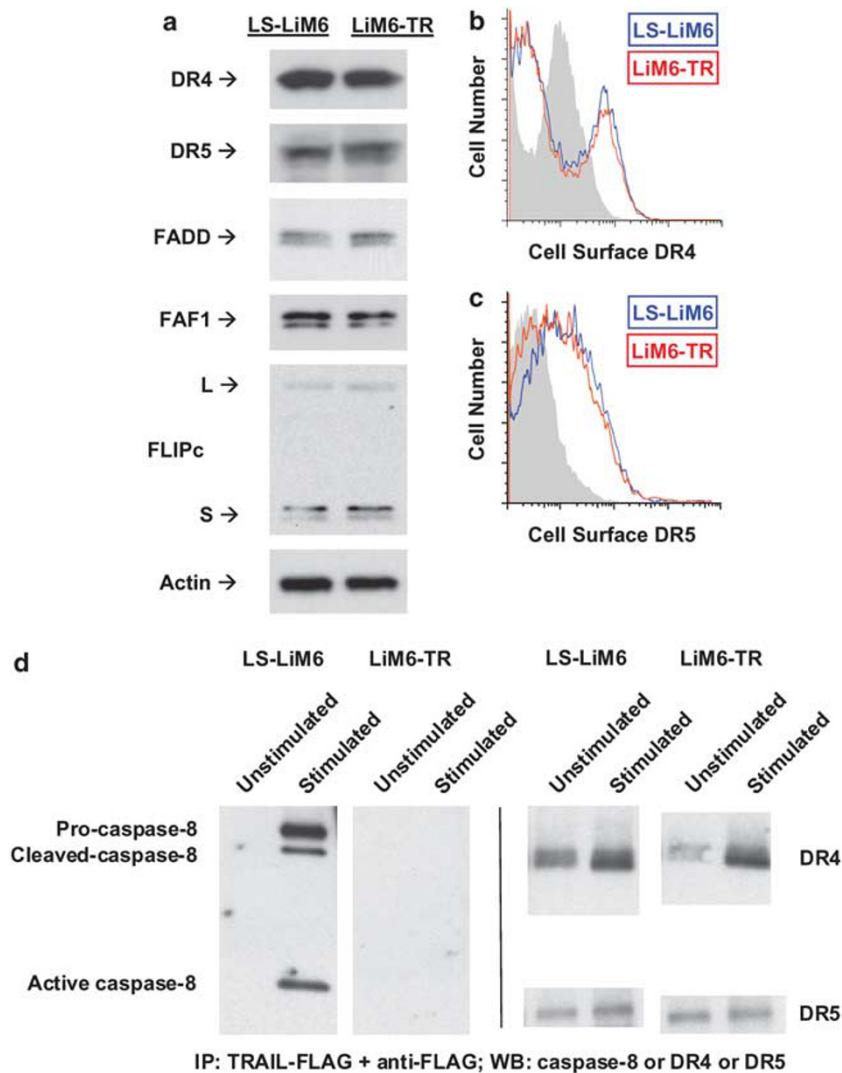 a
LS-LiM6 LiM6-TR
DR4 →
DR5 →
FADD →
FAF1 →
L →
FLIPc
S →
Actin →
b
LS-LiM6
LiM6-TR
Cell Number
Cell Surface DR4
c
LS-LiM6
LiM6-TR
Cell Number
Cell Surface DR5
d
LS-LiM6 LiM6-TR LS-LiM6 LiM6-TR
Unstimulated Stimulated Unstimulated Stimulated Unstimulated Stimulated Unstimulated Stimulated
Pro-caspase-8
Cleaved-caspase-8
Active caspase-8
DR4
DR5
IP: TRAIL-FLAG + anti-FLAG; WB: caspase-8 or DR4 or DR5